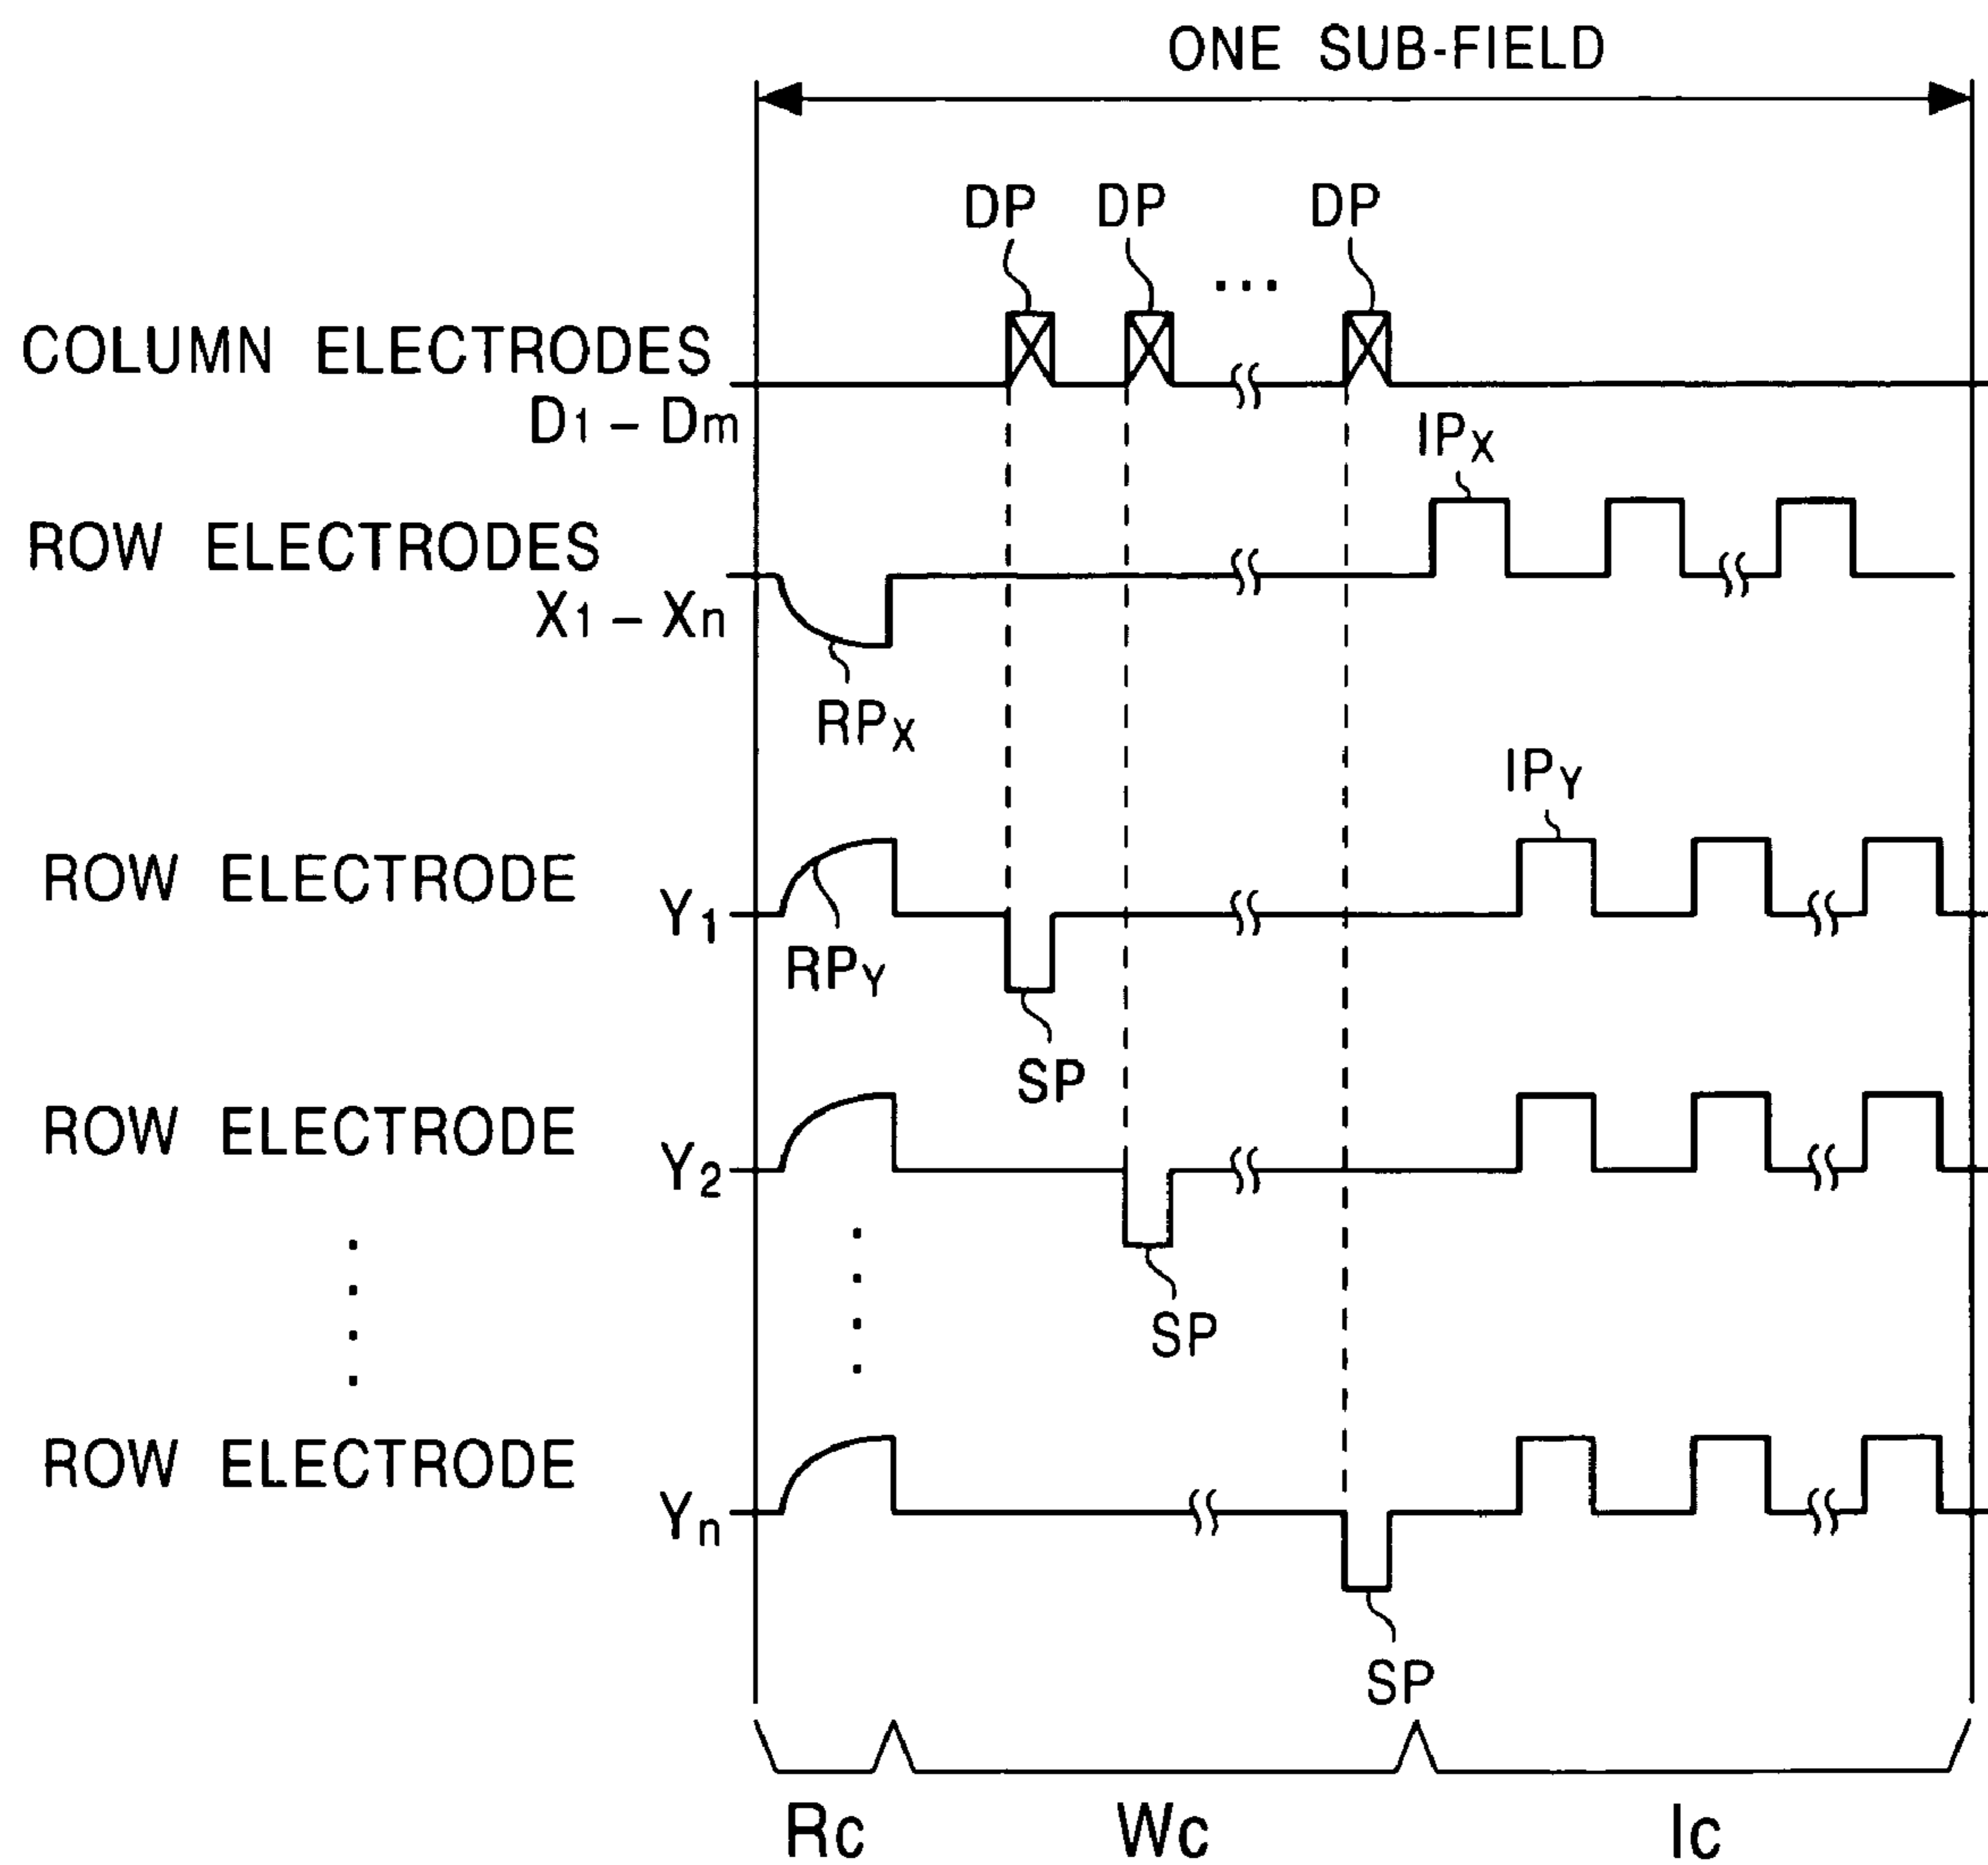 ONE SUB-FIELD
DP DP DP
...
COLUMN ELECTRODES
D1 – Dm
IPX
ROW ELECTRODES
X1 – Xn
RPX
IPY
ROW ELECTRODE Y1
RPY
SP
ROW ELECTRODE Y2
SP
ROW ELECTRODE Yn
SP
Rc Wc Ic